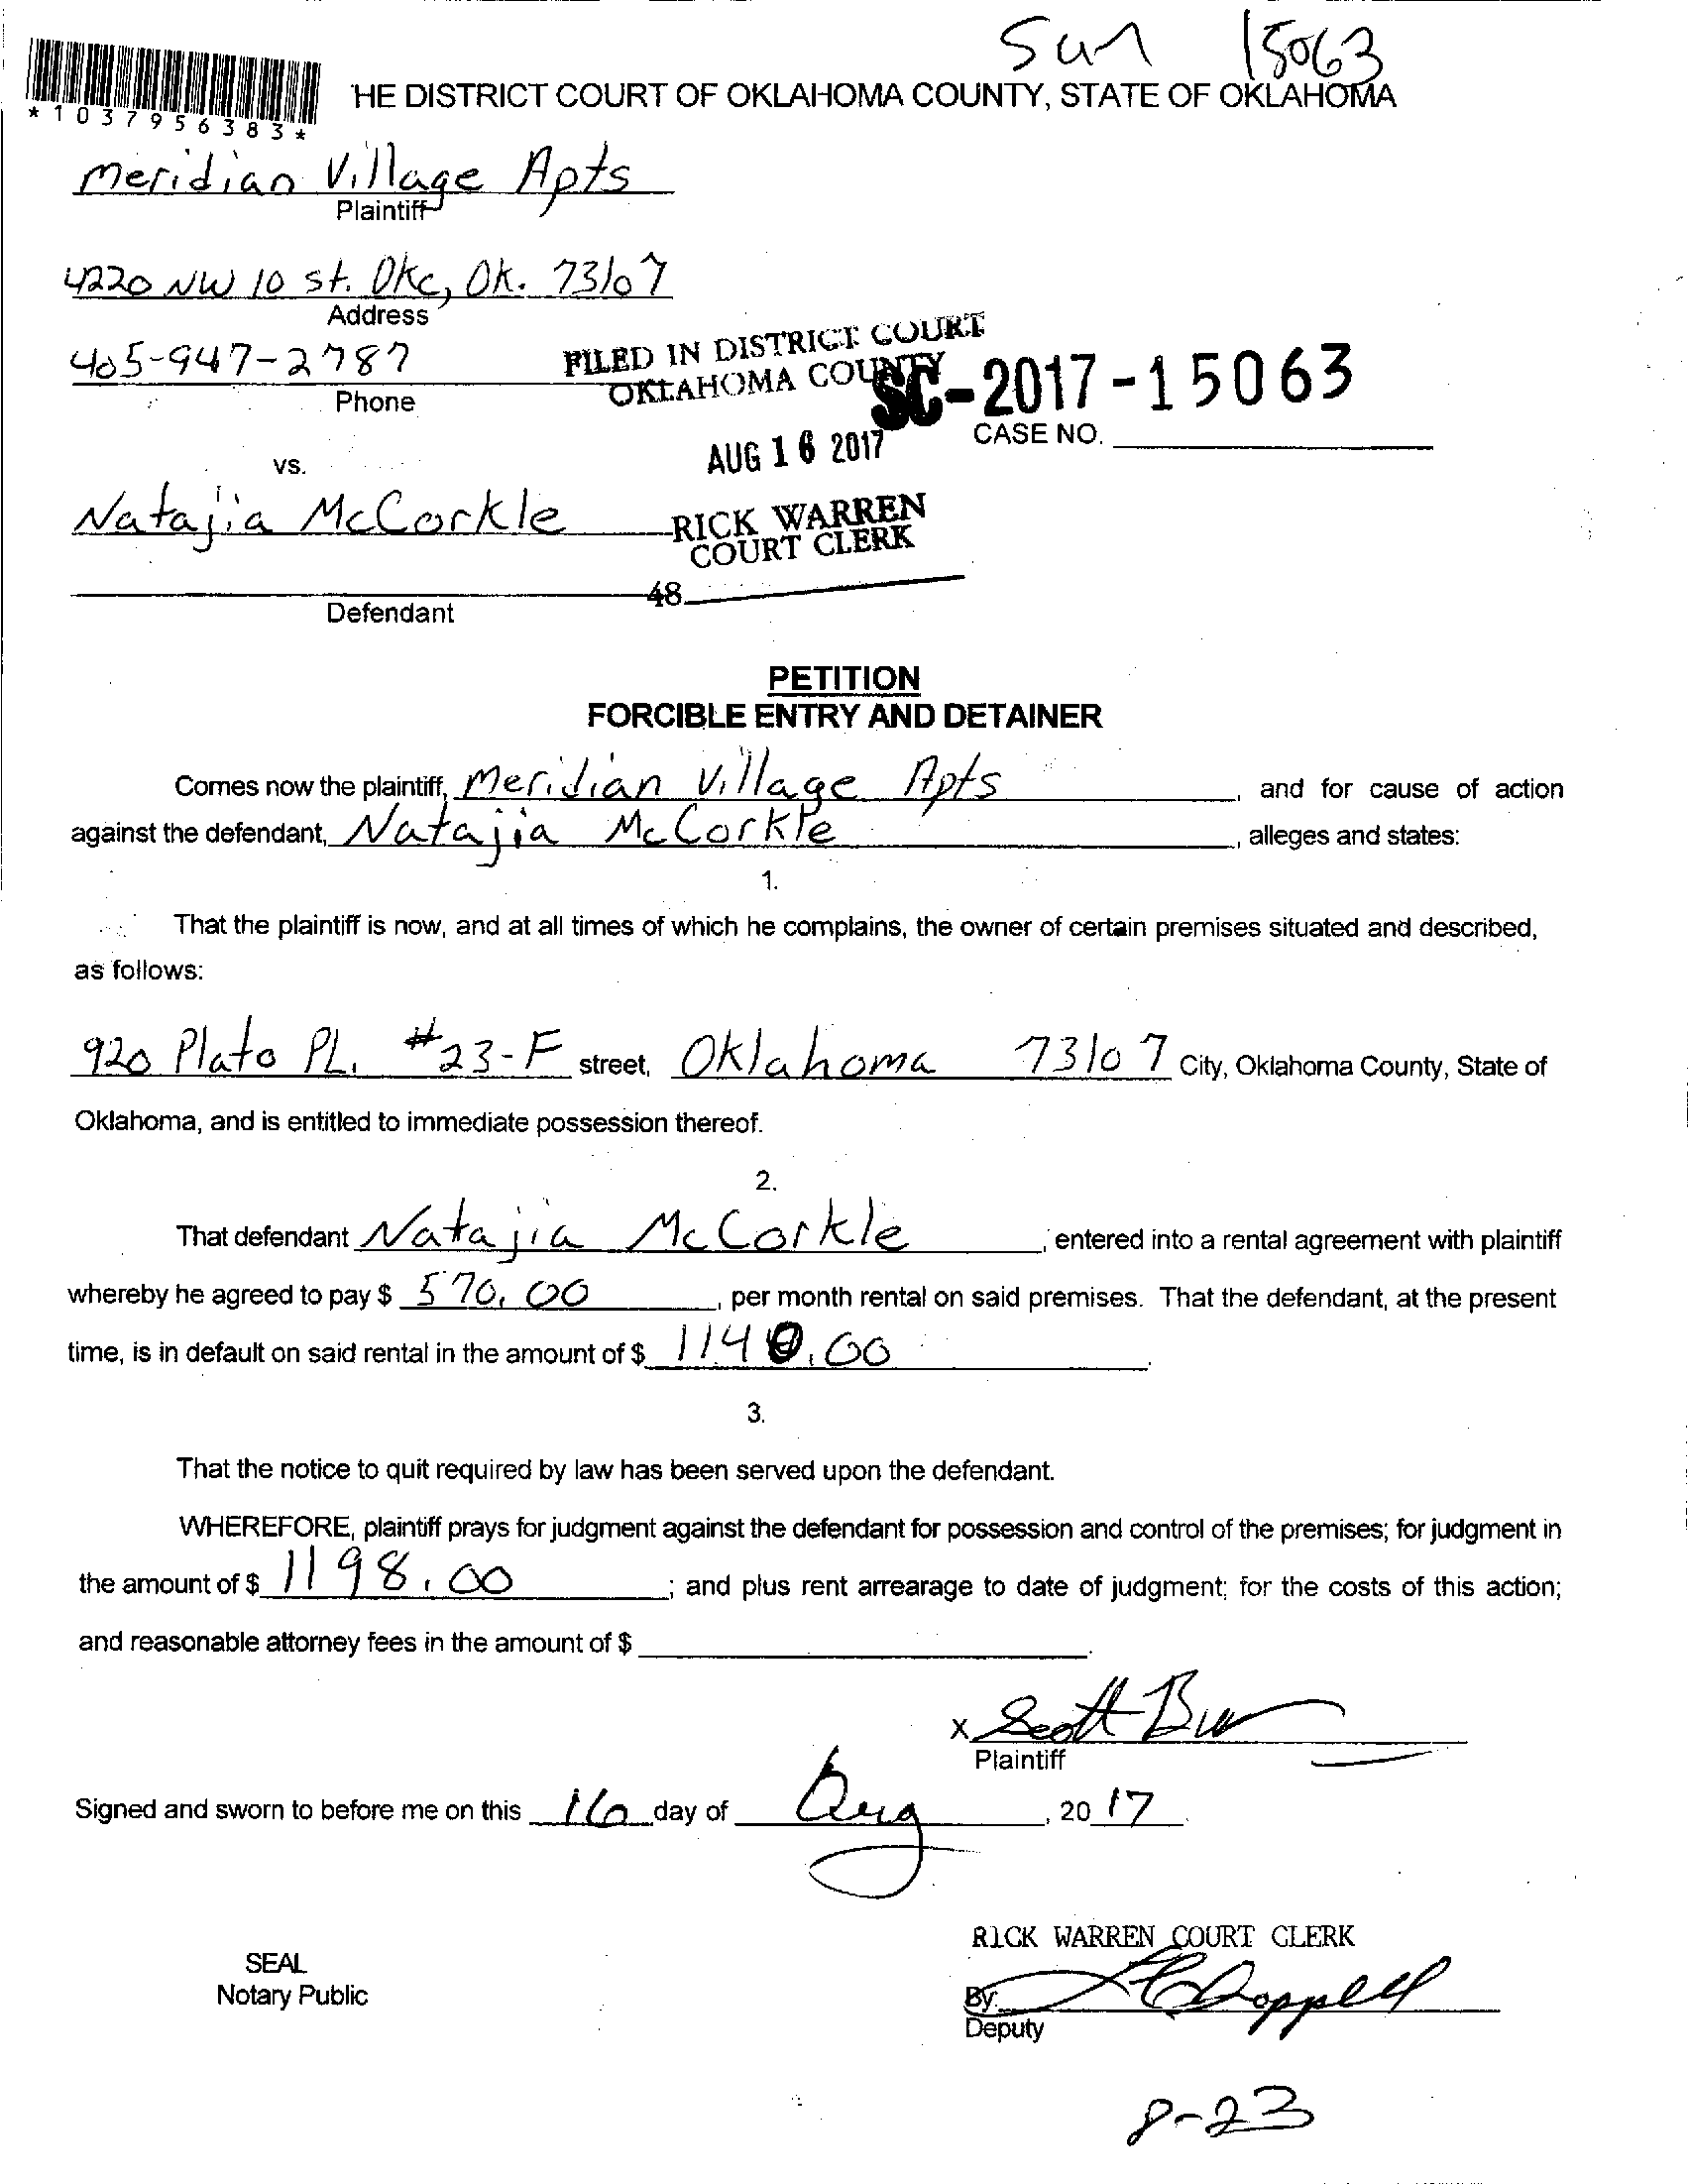 Sun 15063
*1037956383*
HE DISTRICT COURT OF OKLAHOMA COUNTY, STATE OF OKLAHOMA
Meridian Village Apts
Plaintiff
4220 NW 10 st. Okc, Ok. 73107
Address
405-947-2787
Phone
FILED IN DISTRICT COURT
OKLAHOMA COUNTY
SC-2017-15063
CASE NO.
AUG 16 2017
vs.
Natajia McCorkle
RICK WARREN
COURT CLERK
48
Defendant
PETITION
FORCIBLE ENTRY AND DETAINER
Comes now the plaintiff, Meridian Village Apts, and for cause of action
against the defendant, Natajia McCorkle, alleges and states:
1.
That the plaintiff is now, and at all times of which he complains, the owner of certain premises situated and described,
as follows:
920 Plato PL. #23-F street, Oklahoma 73107 City, Oklahoma County, State of
Oklahoma, and is entitled to immediate possession thereof.
2.
That defendant Natajia McCorkle, entered into a rental agreement with plaintiff
whereby he agreed to pay $ 570.00, per month rental on said premises. That the defendant, at the present
time, is in default on said rental in the amount of $ 1140.00.
3.
That the notice to quit required by law has been served upon the defendant.
WHEREFORE, plaintiff prays for judgment against the defendant for possession and control of the premises; for judgment in
the amount of $ 1198.00; and plus rent arrearage to date of judgment; for the costs of this action;
and reasonable attorney fees in the amount of $.
x Scott
Plaintiff
Signed and sworn to before me on this 16 day of Aug, 2017.
RICK WARREN COURT CLERK
SEAL
Notary Public
By:
Deputy
8-23